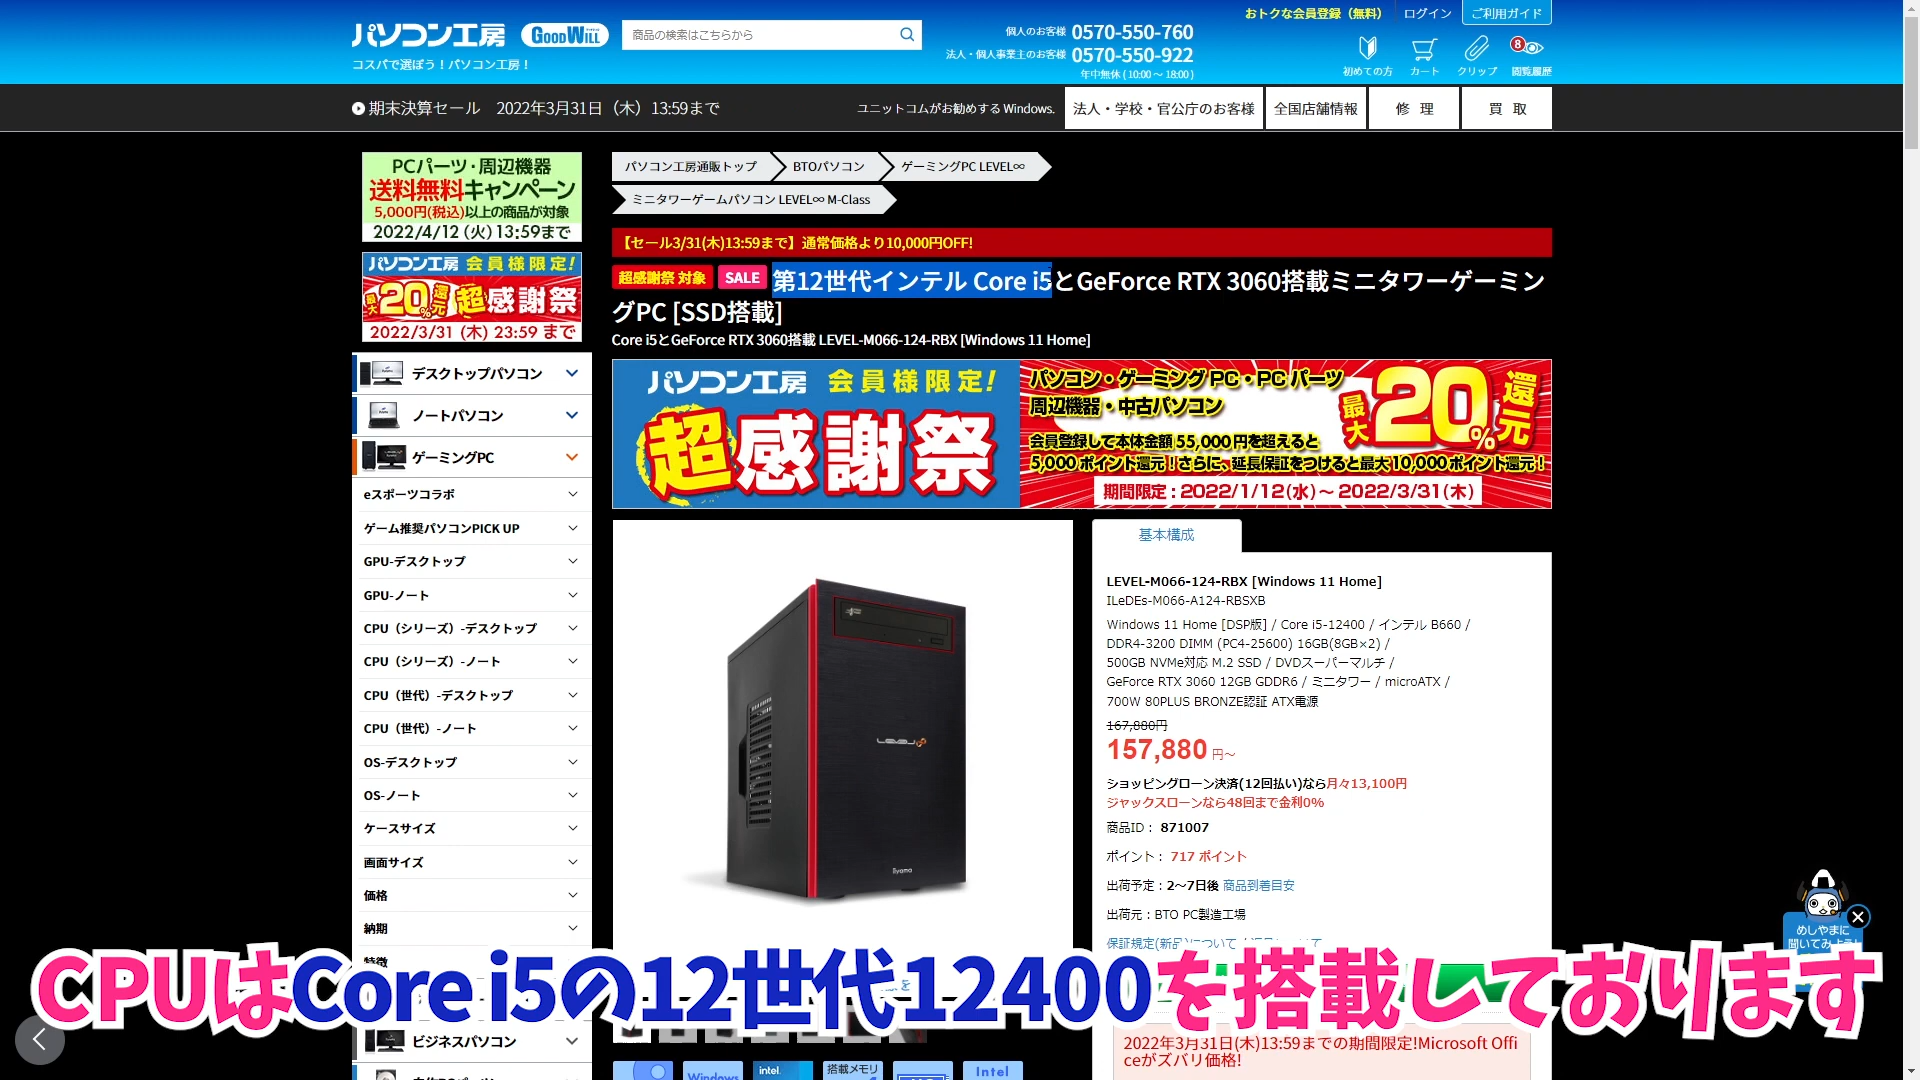 パソコン工房 GOODWILL
コスパで選ぼう！パソコン工房！
商品の検索はこちらから
個人のお客様 0570-550-760
法人・個人事業主のお客様 0570-550-922
年中無休 ( 10:00 〜 18:00 )
おトクな会員登録（無料）
ログイン
ご利用ガイド
初めての方
カート
クリップ
8
閲覧履歴
期末決算セール　2022年3月31日（木）13:59まで
ユニットコムがお勧めする Windows.
法人・学校・官公庁のお客様
全国店舗情報
修 理
買 取
PCパーツ・周辺機器
送料無料キャンペーン
5,000円(税込)以上の商品が対象
2022/4/12 (火) 13:59まで
パソコン工房 会員様限定!
最大20%還元 超感謝祭
2022/3/31 (木) 23:59 まで
デスクトップパソコン
ノートパソコン
ゲーミングPC
eスポーツコラボ
ゲーム推奨パソコンPICK UP
GPU-デスクトップ
GPU-ノート
CPU（シリーズ）-デスクトップ
CPU（シリーズ）-ノート
CPU（世代）-デスクトップ
CPU（世代）-ノート
OS-デスクトップ
OS-ノート
ケースサイズ
画面サイズ
価格
納期
特徴
ビジネスパソコン
パソコン工房通販トップ
BTOパソコン
ゲーミングPC LEVEL∞
ミニタワーゲームパソコン LEVEL∞ M-Class
【セール3/31(木)13:59まで】通常価格より10,000円OFF!
超感謝祭 対象 SALE 第12世代インテル Core i5とGeForce RTX 3060搭載ミニタワーゲーミン
グPC [SSD搭載]
Core i5とGeForce RTX 3060搭載 LEVEL-M066-124-RBX [Windows 11 Home]
パソコン工房 会員様限定!
超感謝祭
パソコン・ゲーミングPC・PCパーツ
周辺機器・中古パソコン
最大20%還元
会員登録して本体金額55,000円を超えると
5,000ポイント還元！さらに、延長保証をつけると最大10,000ポイント還元!!
期間限定：2022/1/12(水)〜2022/3/31(木)
LEVEL∞
iiyama
基本構成
LEVEL-M066-124-RBX [Windows 11 Home]
ILeDEs-M066-A124-RBSXB
Windows 11 Home [DSP版] / Core i5-12400 / インテル B660 /
DDR4-3200 DIMM (PC4-25600) 16GB(8GB×2) /
500GB NVMe対応 M.2 SSD / DVDスーパーマルチ /
GeForce RTX 3060 12GB GDDR6 / ミニタワー / microATX /
700W 80PLUS BRONZE認証 ATX電源
167,880円
157,880 円～
ショッピングローン決済(12回払い)なら月々13,100円
ジャックスローンなら48回まで金利0%
商品ID： 871007
ポイント： 717 ポイント
出荷予定：2〜7日後 商品到着目安
出荷元：BTO PC製造工場
保証規定(新品)について
めしやまに
聞いてみよう!
CPUはCore i5の12世代12400を搭載しております
2022年3月31日(木)13:59までの期間限定!Microsoft Offi
ceがズバリ価格!
Windows
intel.
搭載メモリ
Intel